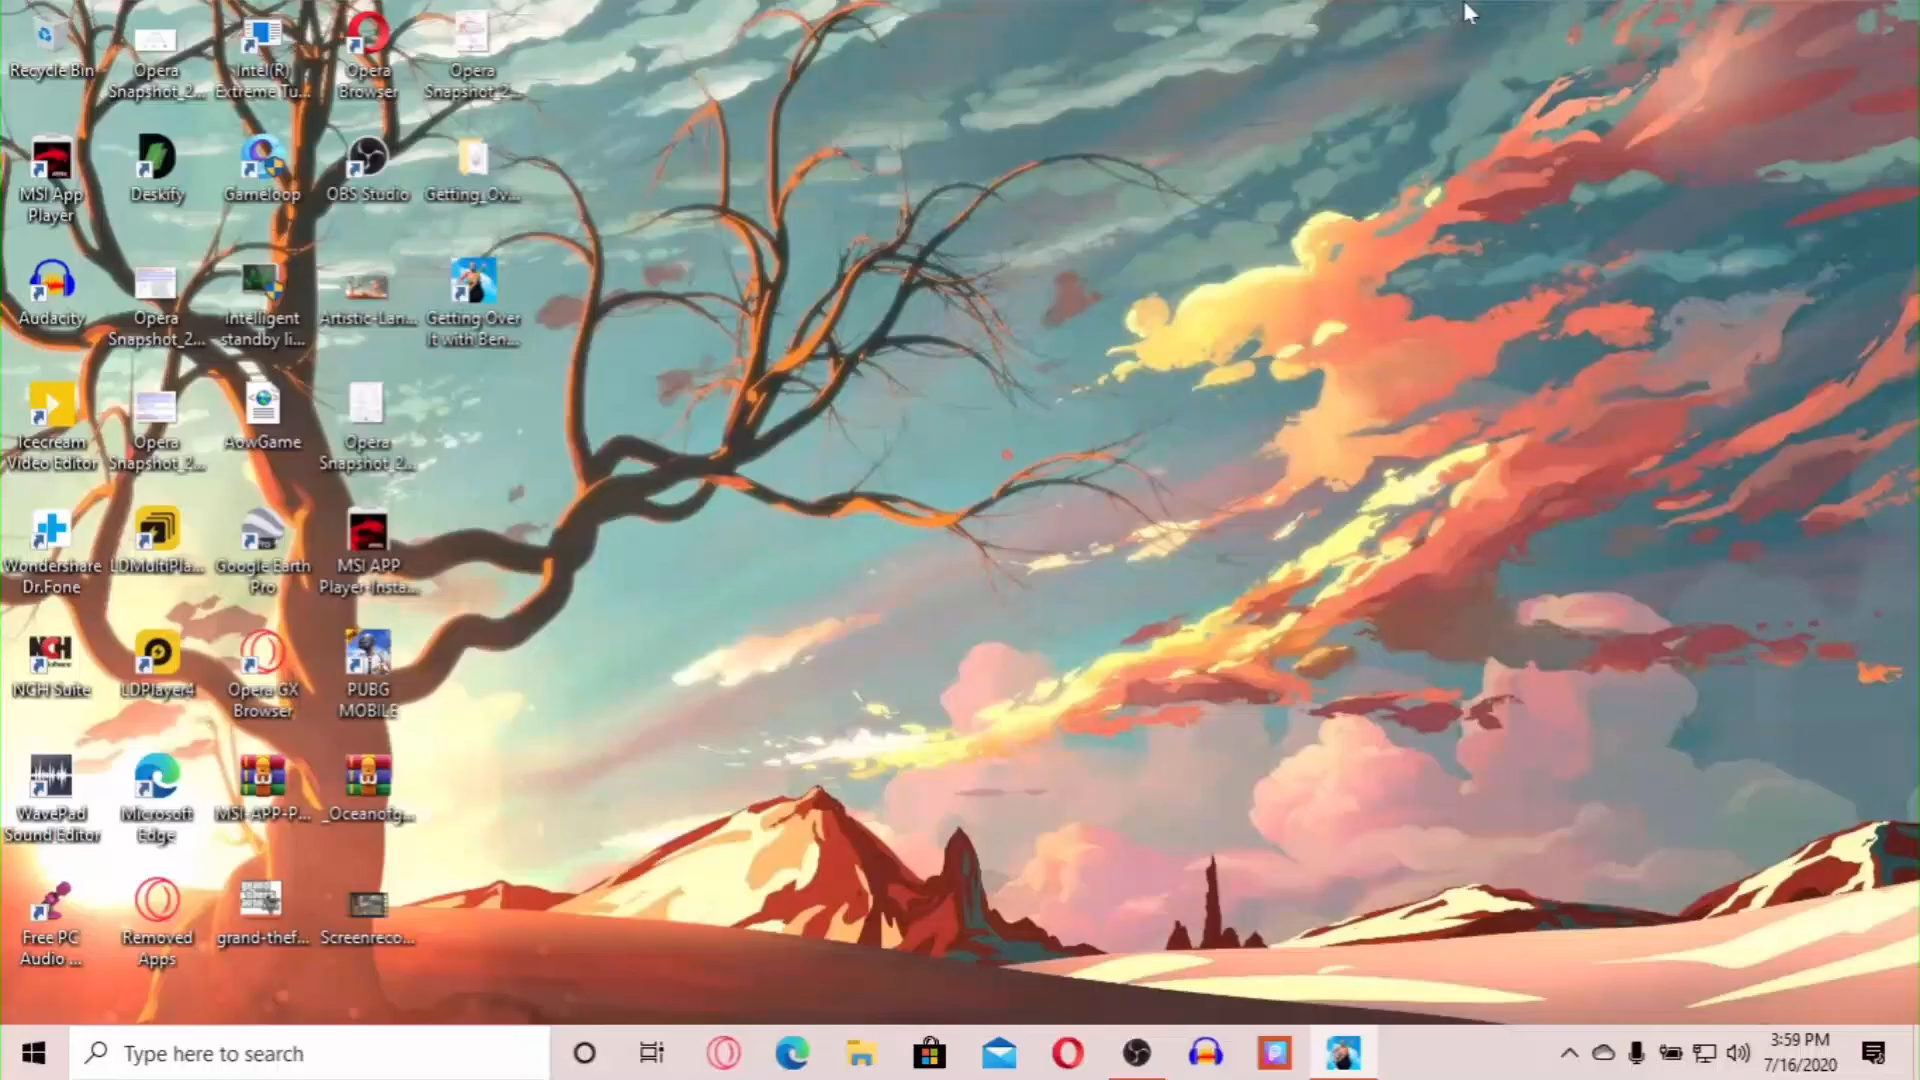 Recycle Bin
Opera
Snapshot_2...
Intel(R)
Extreme Tu...
Opera
Browser
Opera
Snapshot_2...
MSI App
Player
Deskify
Gameloop
OBS Studio
Getting_Ov...
Audacity
Opera
Snapshot_2...
Intelligent
standby li...
Artistic-Lan...
Getting Over
It with Ben...
Icecream
Video Editor
Opera
Snapshot_2...
AowGame
Opera
Snapshot_2...
Wondershare
Dr.Fone
LDMultiPla...
Google Earth
Pro
MSI APP
Player-Insta...
NCH
NCH Suite
LDPlayer4
Opera GX
Browser
PUBG
MOBILE
WavePad
Sound Editor
Microsoft
Edge
MSI-APP-P...
_Oceanofg...
Free PC
Audio ...
Removed
Apps
grand-thef...
Screenreco...
Type here to search
3:59 PM
7/16/2020